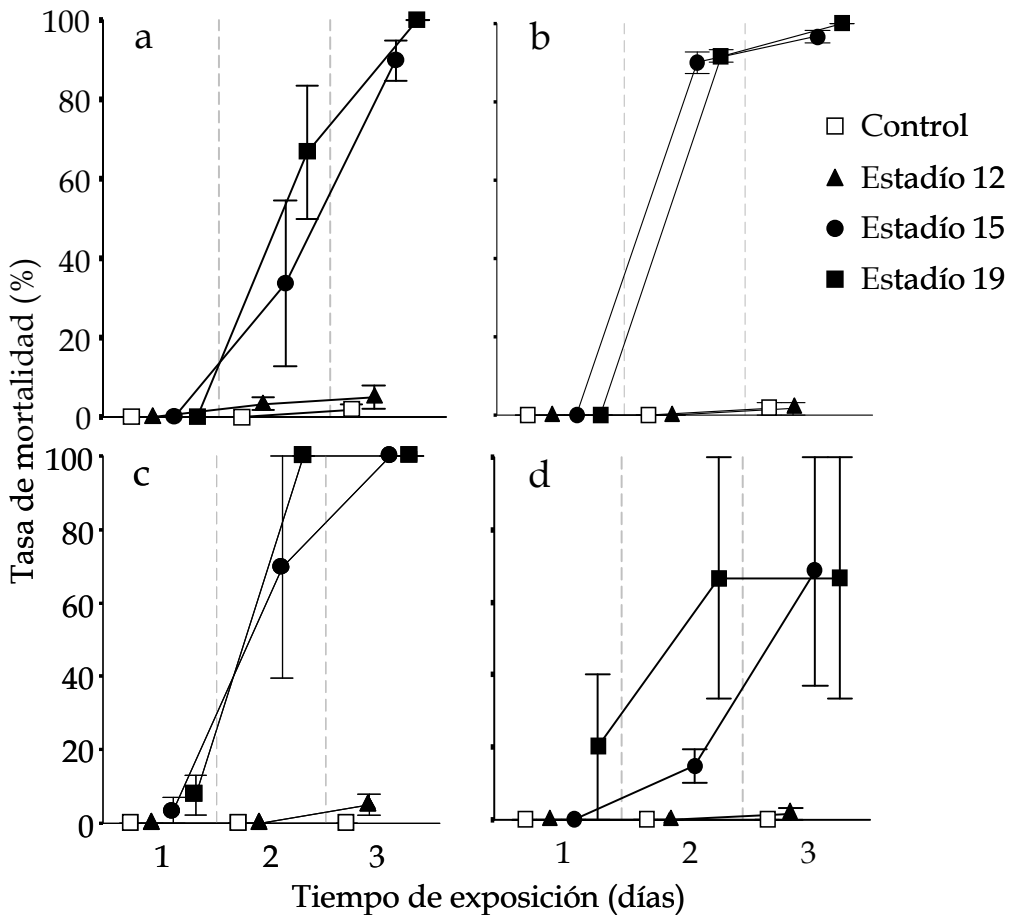 a
b
100
80
60
40
20
0
Control
Estadío 12
Estadío 15
Estadío 19
c
d
100
80
60
40
20
0
1 2 3
1 2 3
Tasa de mortalidad (%)
Tiempo de exposición (días)